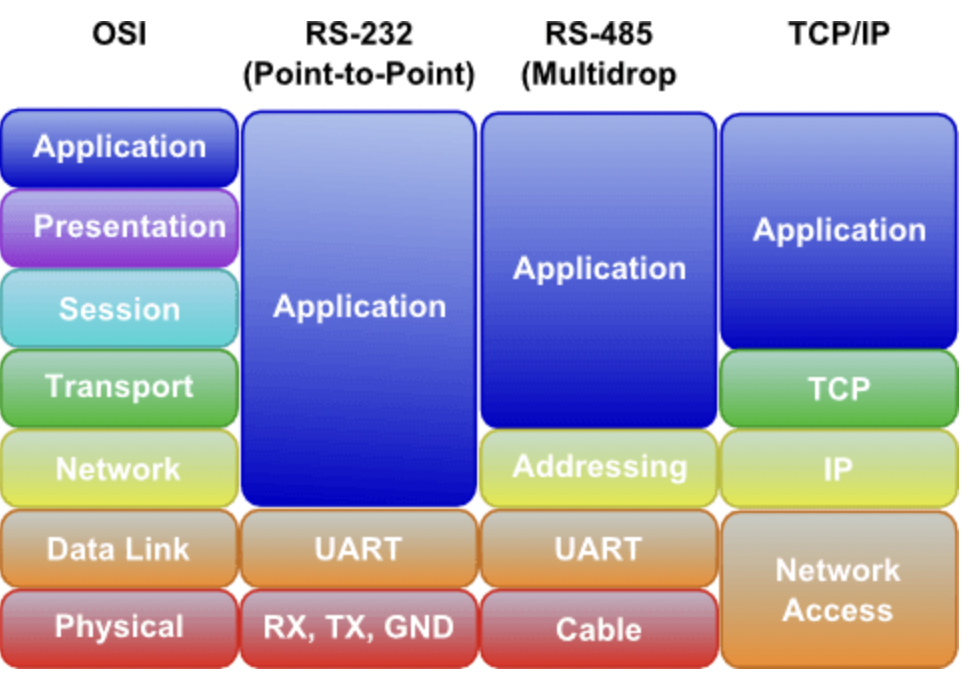 OSI
RS-232
(Point-to-Point)
RS-485
(Multidrop
TCP/IP
Application
Presentation
Session
Transport
Network
Data Link
Physical
Application
UART
RX, TX, GND
Application
Addressing
UART
Cable
Application
TCP
IP
Network
Access